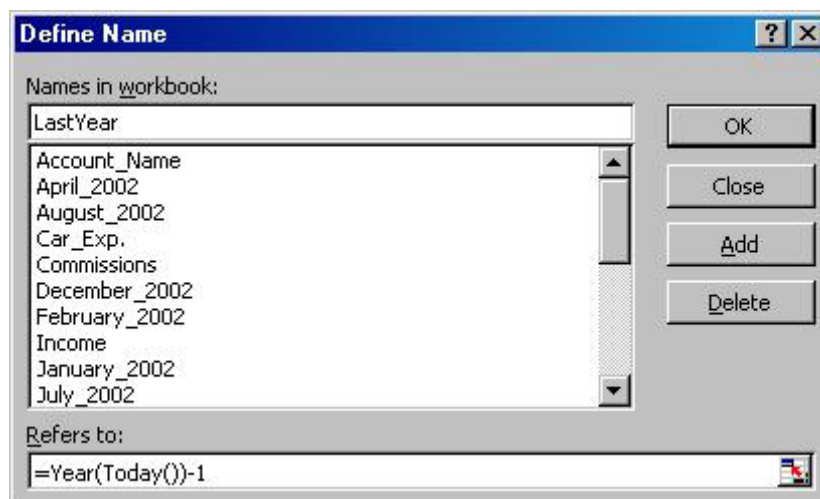 Define Name
Names in workbook:
LastYear
OK
Account_Name
April_2002
Close
August_2002
Car_Exp.
Add
Commissions
December_2002
Delete
February_2002
Income
January_2002
July_2002
Refers to:
=Year(Today())-1